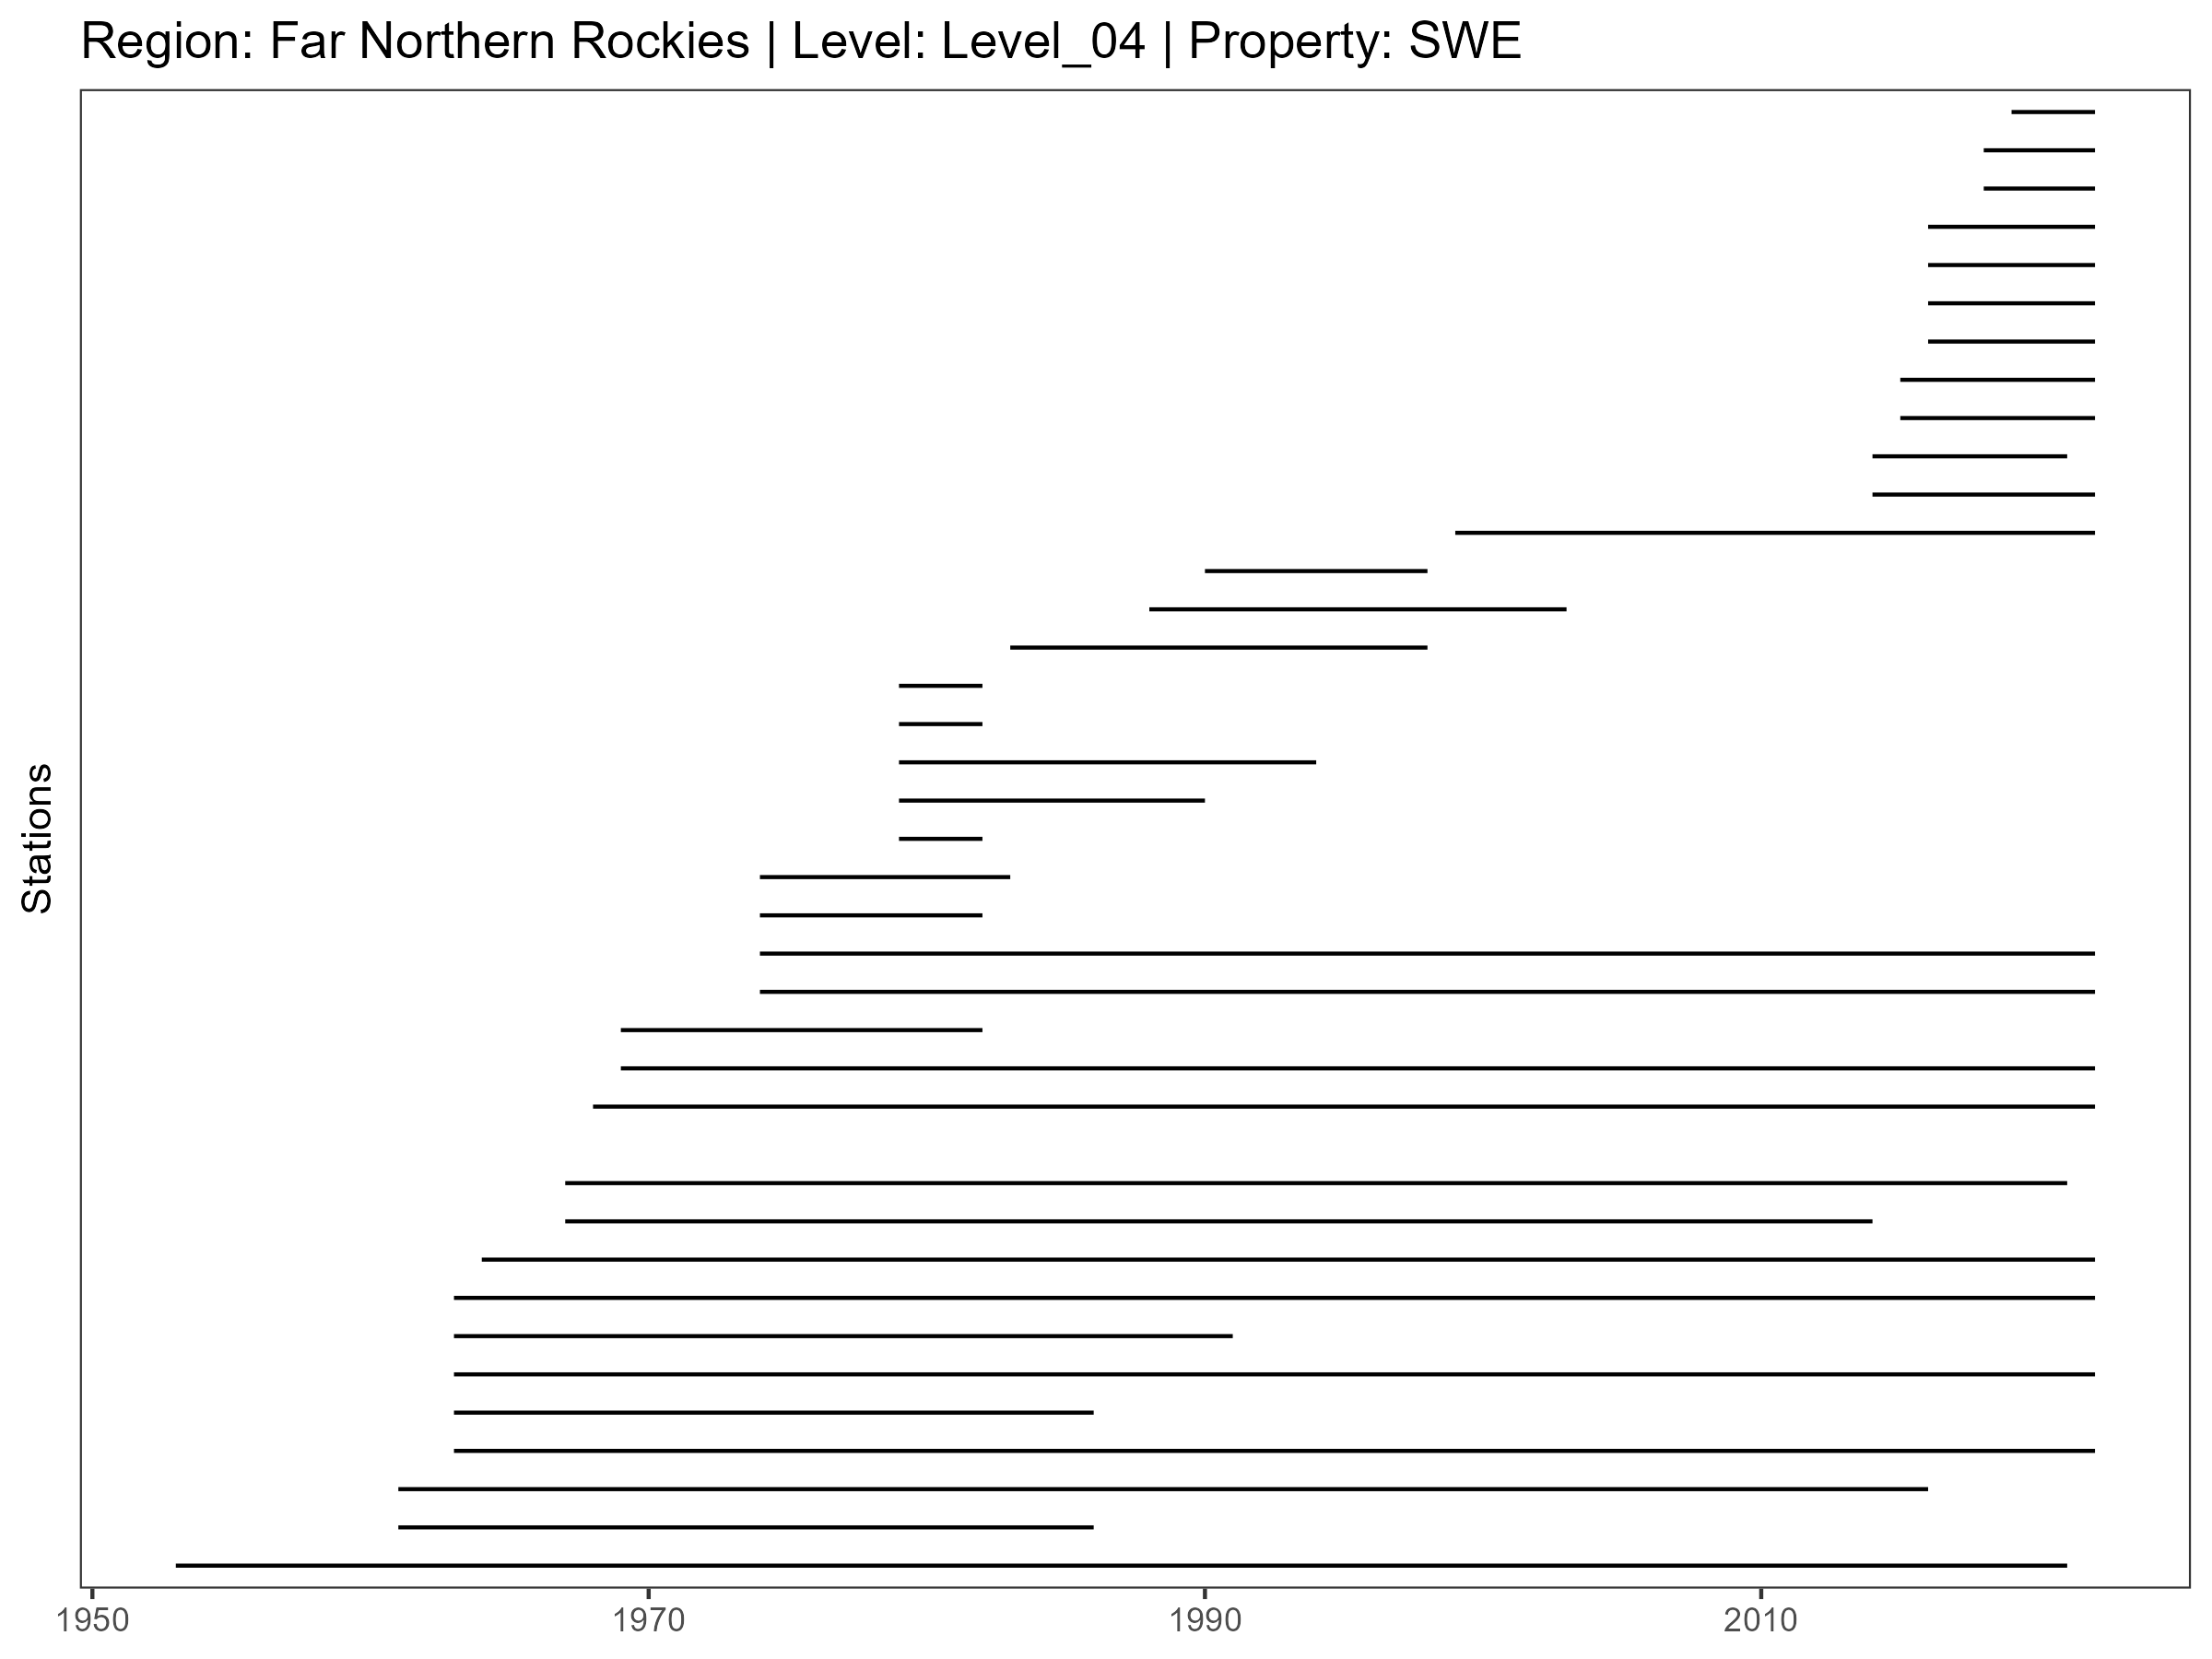 Region: Far Northern Rockies | Level: Level_04 | Property: SWE
Stations
1950 1970 1990 2010